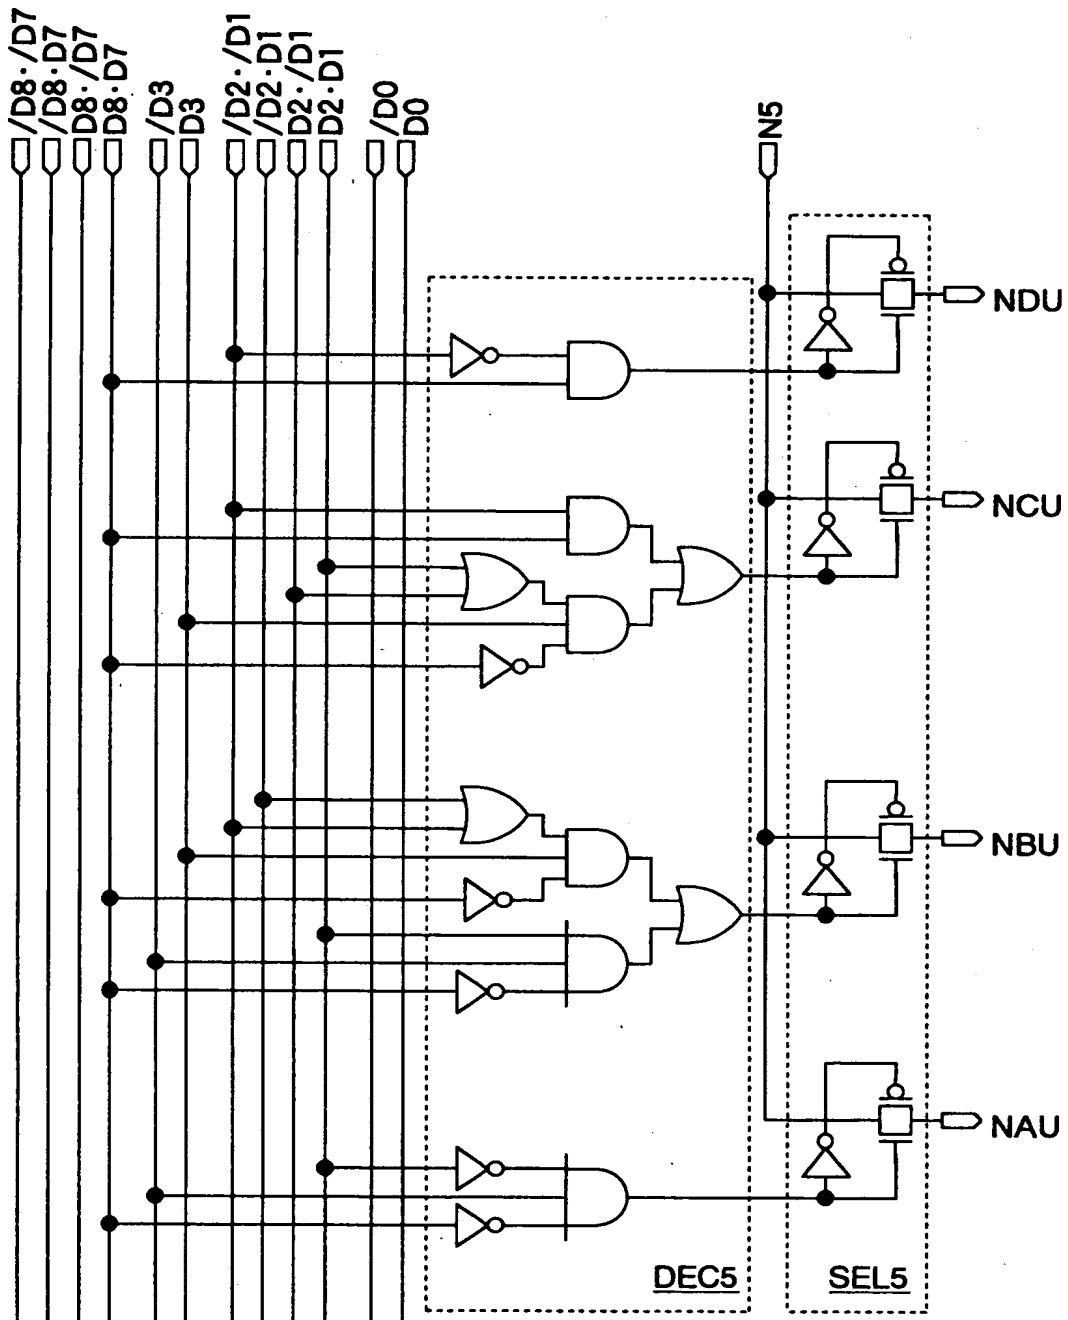 /D8·/D7
/D8·D7
D8·/D7
D8·D7
/D3
D3
/D2·/D1
/D2·D1
D2·/D1
D2·D1
/D0
D0
N5
NDU
NCU
NBU
NAU
DEC5
SEL5